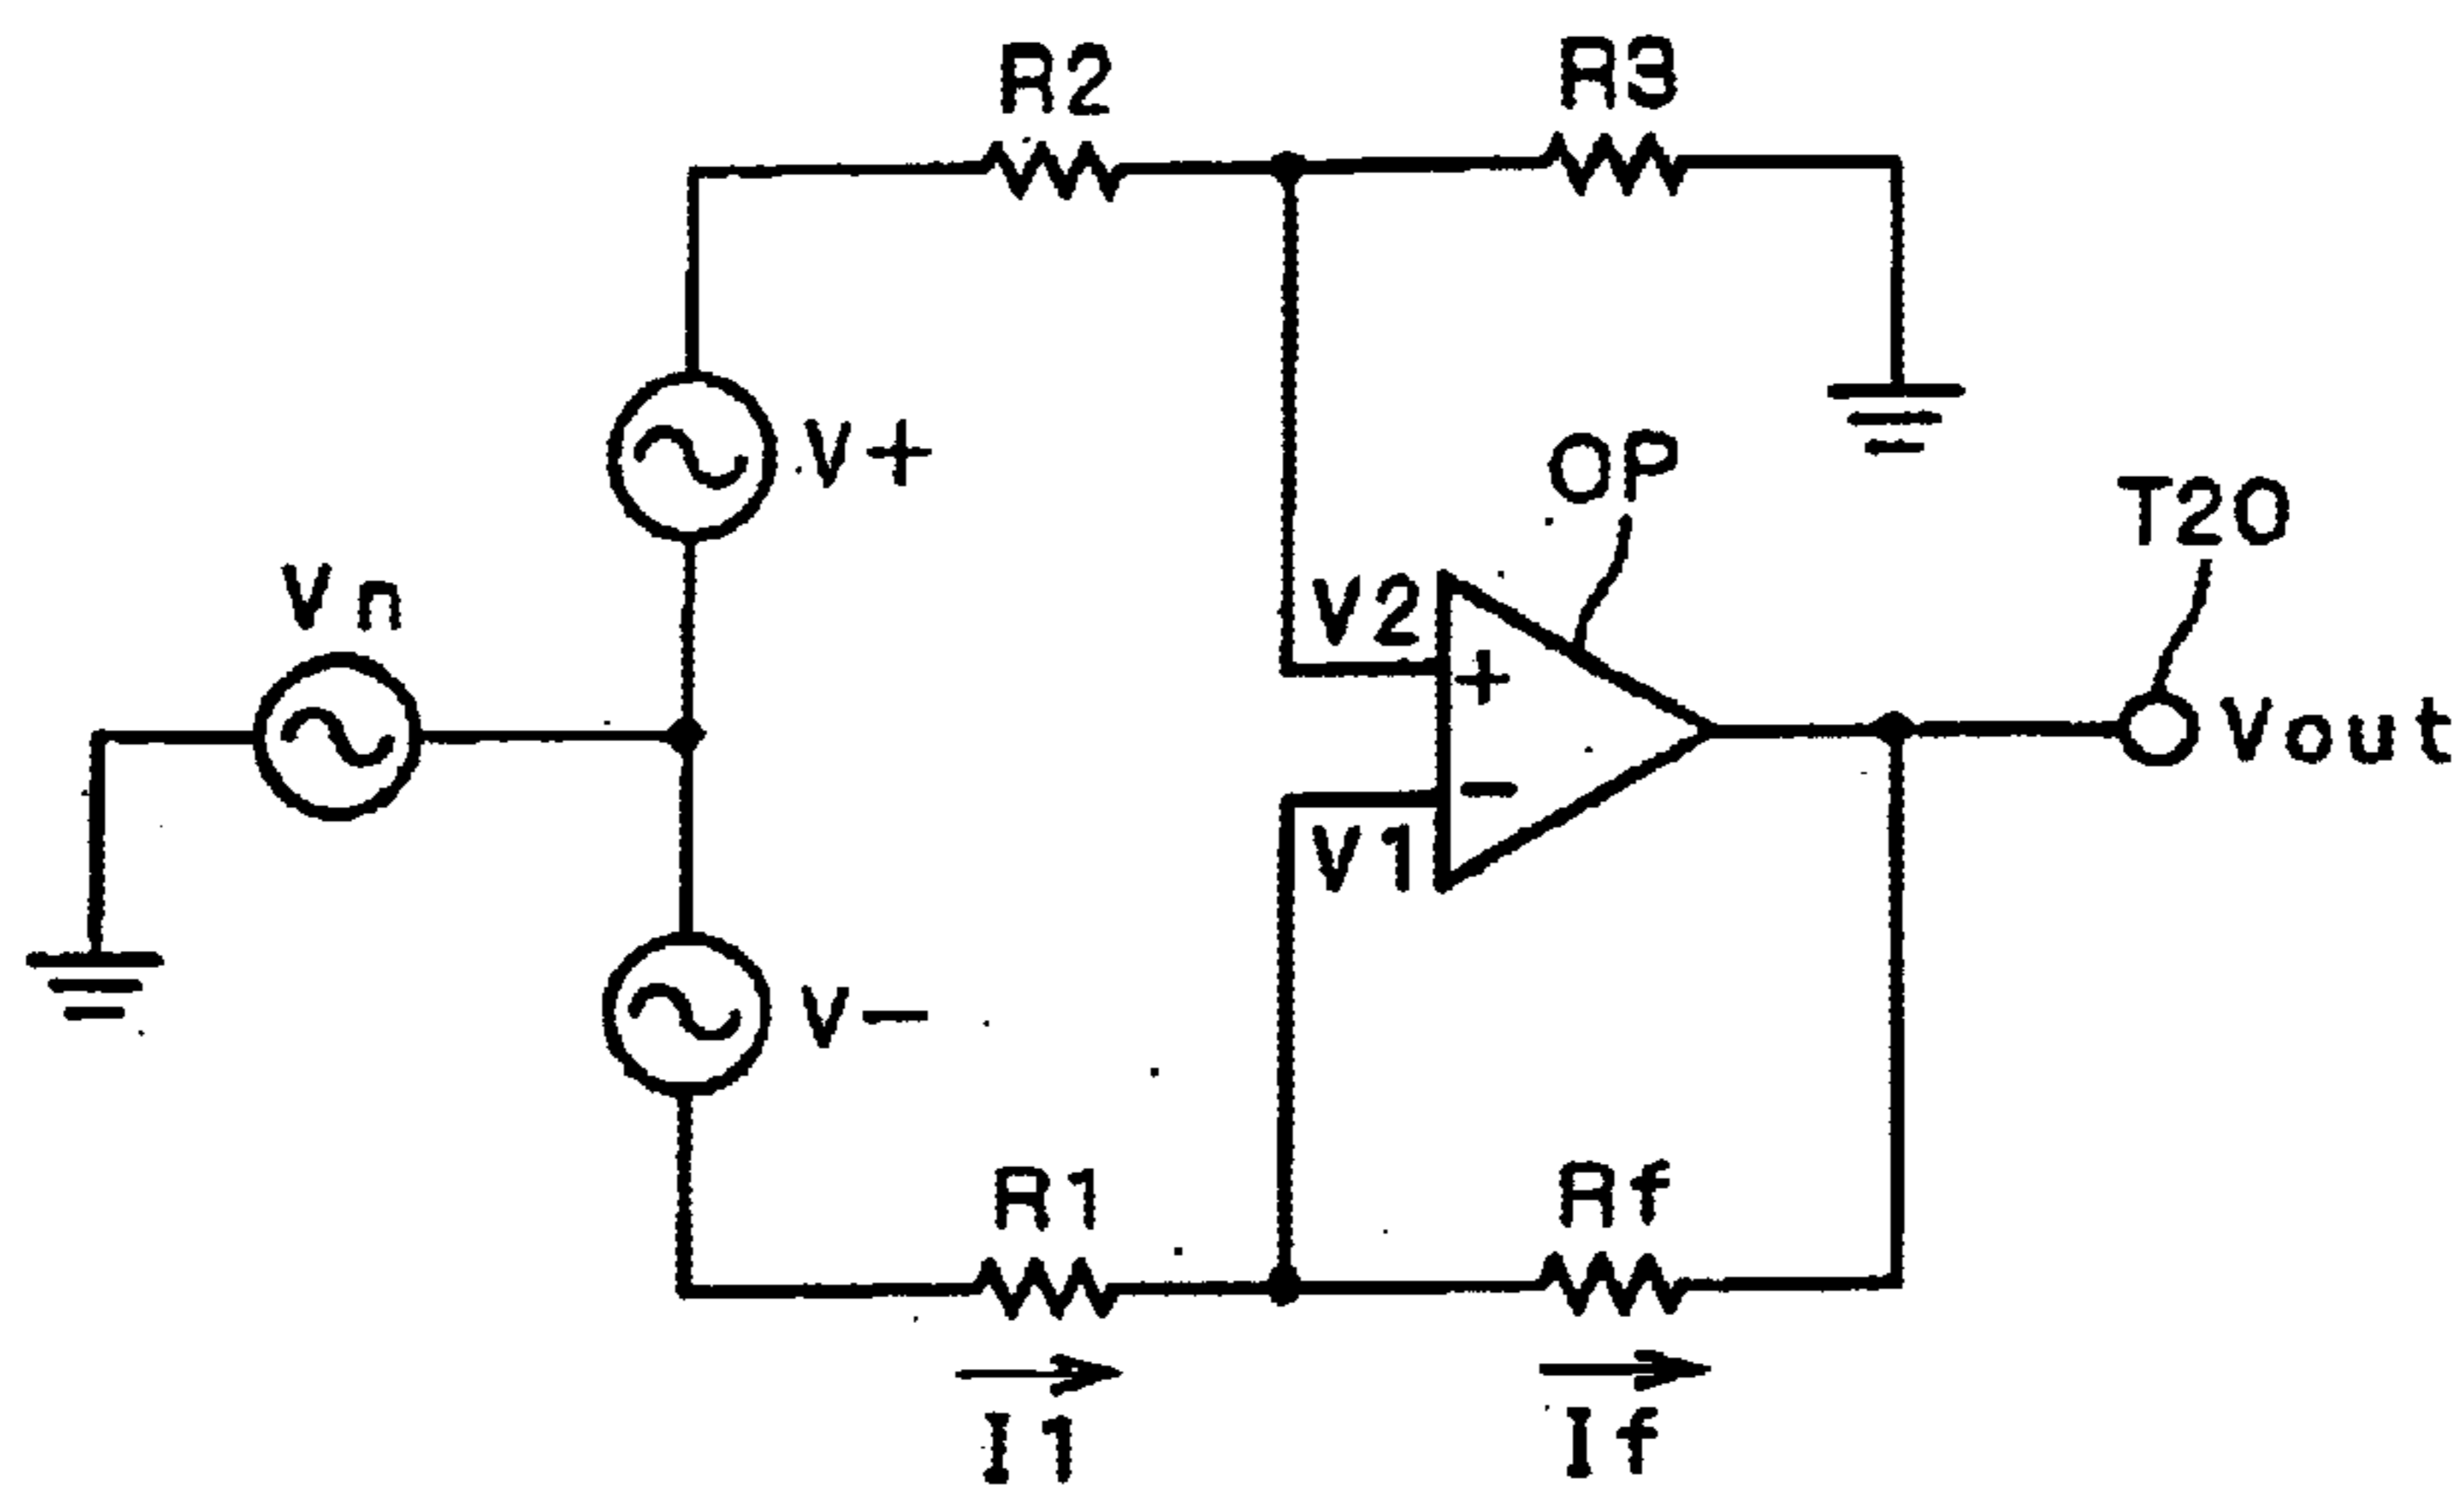 R2
R3
V+
OP
T20
Vn
V2
+
Vout
−
V1
V−
R1
Rf
I1
If